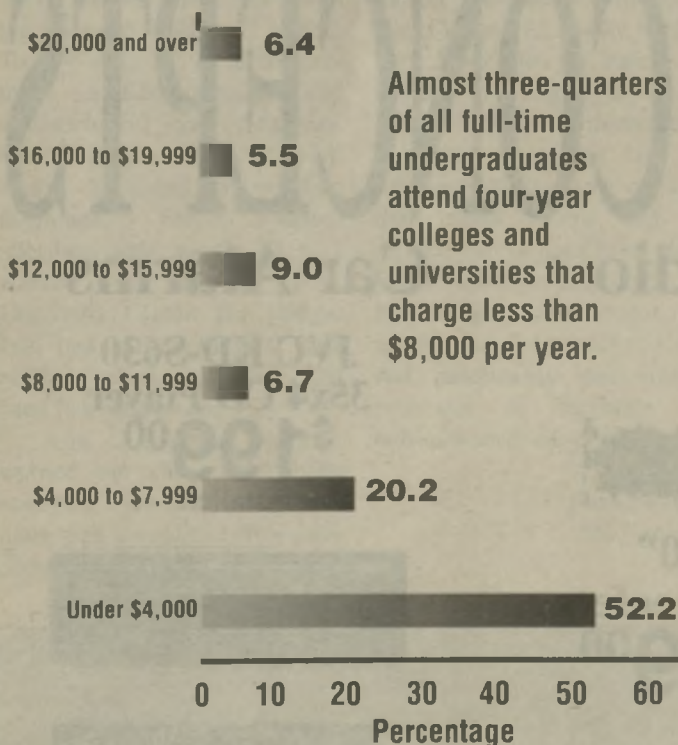 $20,000 and over 6.4
Almost three-quarters
of all full-time
undergraduates
attend four-year
colleges and
universities that
charge less than
$8,000 per year.
$16,000 to $19,999 5.5
$12,000 to $15,999 9.0
$8,000 to $11,999 6.7
$4,000 to $7,999 20.2
Under $4,000 52.2
0 10 20 30 40 50 60
Percentage